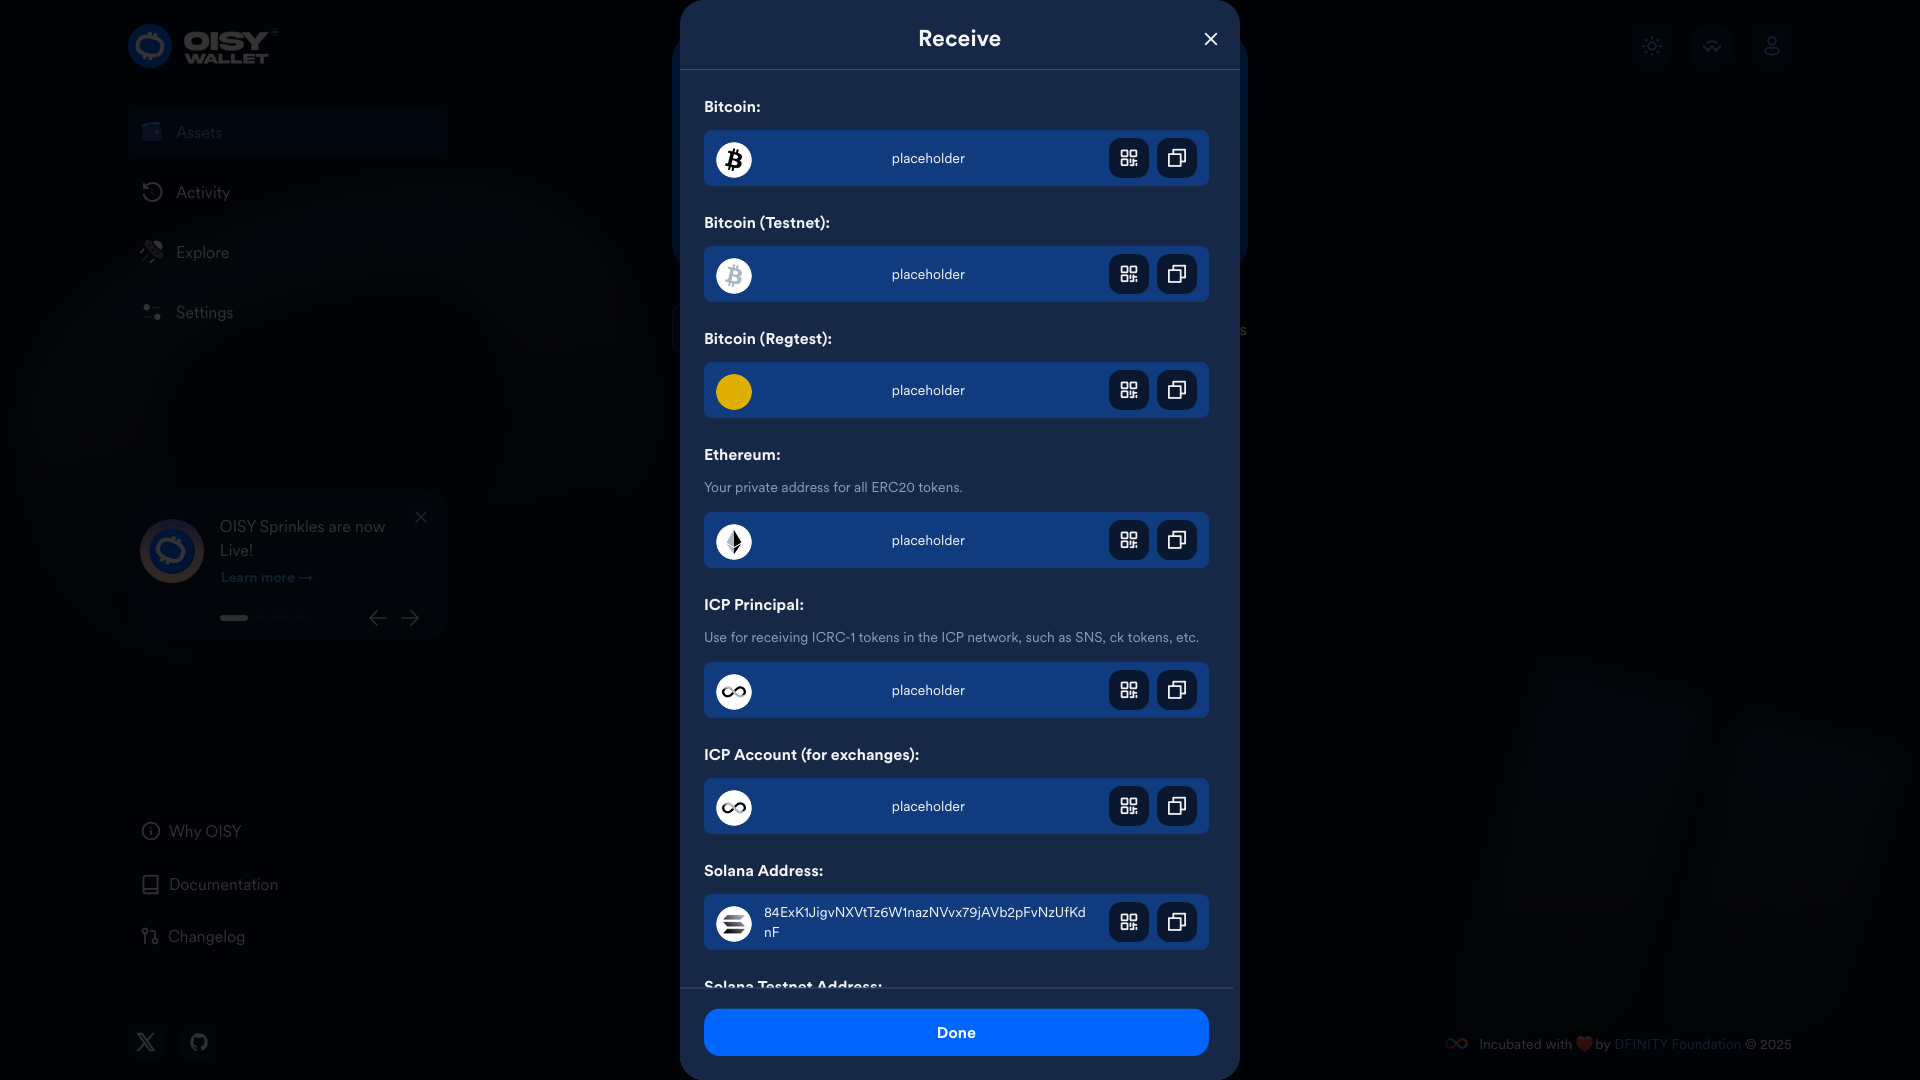 OISY
WALLET
Assets
Activity
Explore
Settings
OISY Sprinkles are now
Live!
Learn more →
Why OISY
Documentation
Changelog
Receive
Bitcoin:
placeholder
Bitcoin (Testnet):
placeholder
Bitcoin (Regtest):
placeholder
Ethereum:
Your private address for all ERC20 tokens.
placeholder
ICP Principal:
Use for receiving ICRC-1 tokens in the ICP network, such as SNS, ck tokens, etc.
placeholder
ICP Account (for exchanges):
placeholder
Solana Address:
84ExK1JigvNXVtTz6W1nazNVvx79jAVb2pFvNzUfKd
nF
Solana Testnet Address:
Done
s
Incubated with ❤️ by DFINITY Foundation © 2025